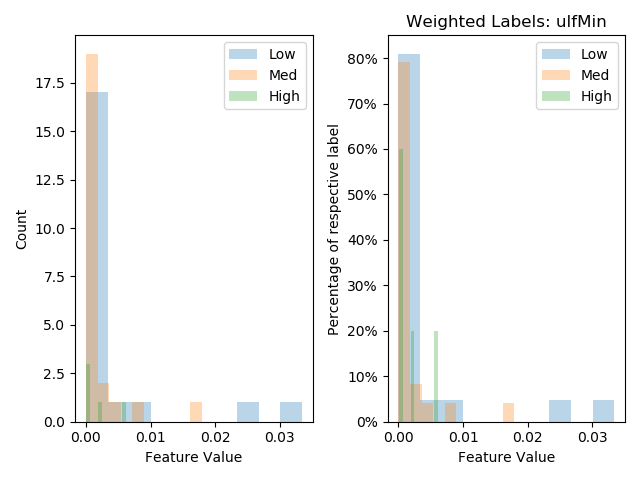 Weighted Labels: ulfMin
Low
Med
High
17.5
15.0
12.5
10.0
7.5
5.0
2.5
0.0
Count
0.00
0.01
0.02
0.03
Feature Value
Low
Med
High
80%
70%
60%
50%
40%
30%
20%
10%
0%
Percentage of respective label
0.00
0.01
0.02
0.03
Feature Value